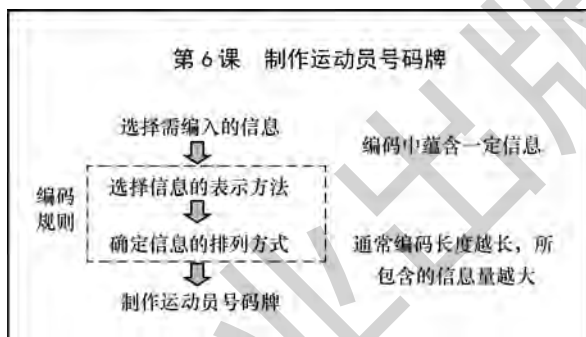 第6课 制作运动员号码牌
选择需编入的信息
编码中蕴含一定信息
编码
规则
选择信息的表示方法
确定信息的排列方式
通常编码长度越长，所
包含的信息量越大
制作运动员号码牌